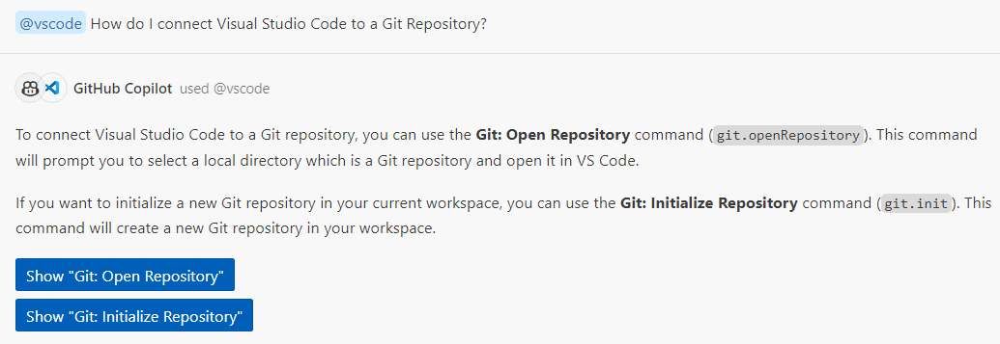 @vscode How do I connect Visual Studio Code to a Git Repository?
GitHub Copilot used @vscode
To connect Visual Studio Code to a Git repository, you can use the Git: Open Repository command (git.openRepository). This command
will prompt you to select a local directory which is a Git repository and open it in VS Code.
If you want to initialize a new Git repository in your current workspace, you can use the Git: Initialize Repository command (git.init). This
command will create a new Git repository in your workspace.
Show "Git: Open Repository"
Show "Git: Initialize Repository"